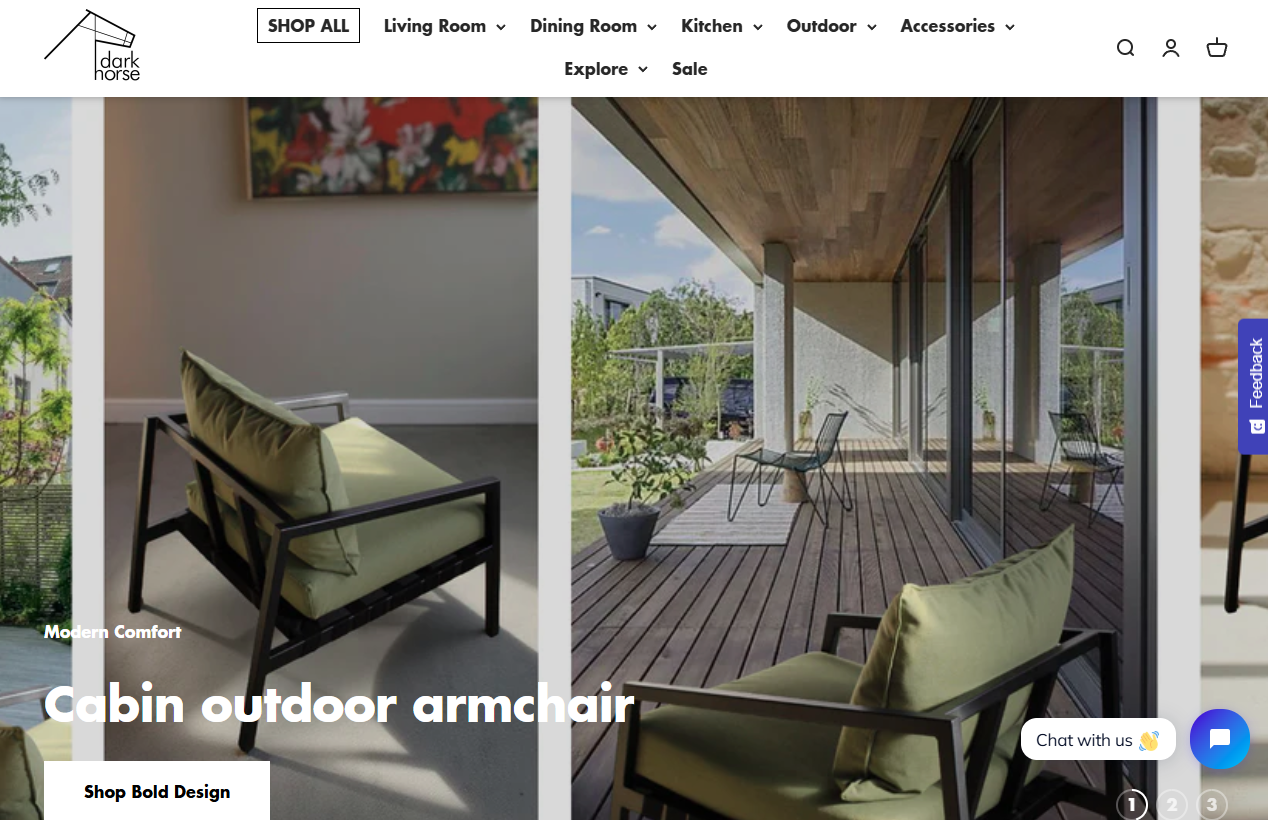 dark
horse
SHOP ALL Living Room Dining Room Kitchen Outdoor Accessories
Explore Sale
Feedback
Modern Comfort
Cabin outdoor armchair
Chat with us 👋
Shop Bold Design
1 2 3